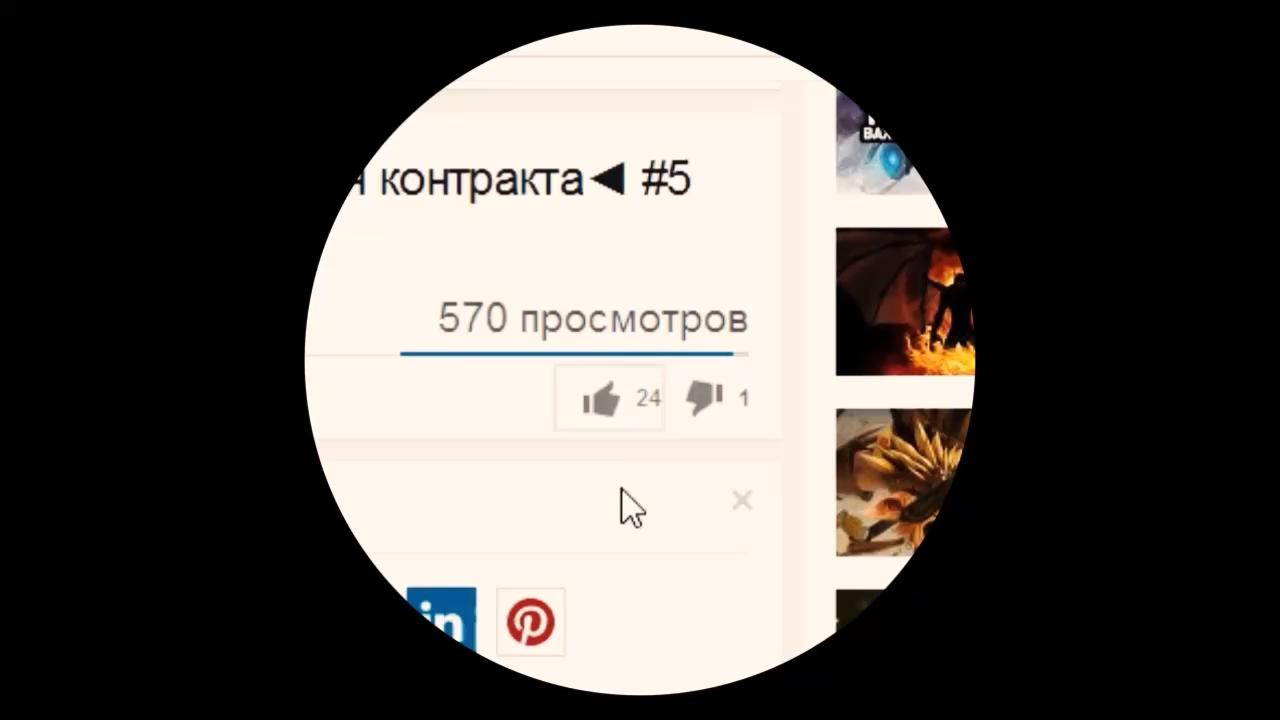 контракта◀ #5
570 просмотров
24 1
in